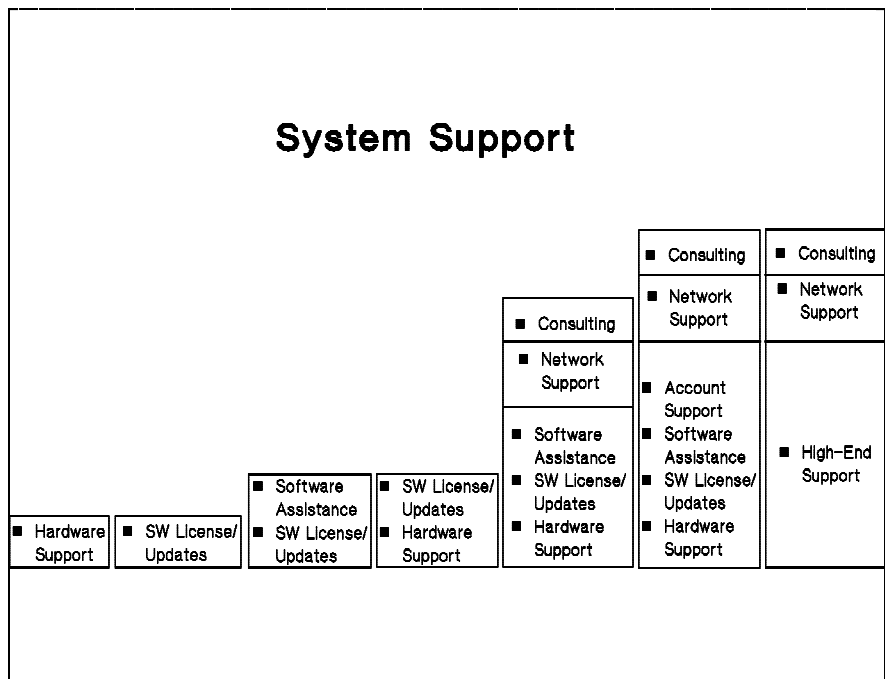 System Support
■ Hardware
Support
■ SW License/
Updates
■ Software
Assistance
■ SW License/
Updates
■ SW License/
Updates
■ Hardware
Support
■ Consulting
■ Network
Support
■ Software
Assistance
■ SW License/
Updates
■ Hardware
Support
■ Consulting
■ Network
Support
■ Account
Support
■ Software
Assistance
■ SW License/
Updates
■ Hardware
Support
■ Consulting
■ Network
Support
■ High-End
Support